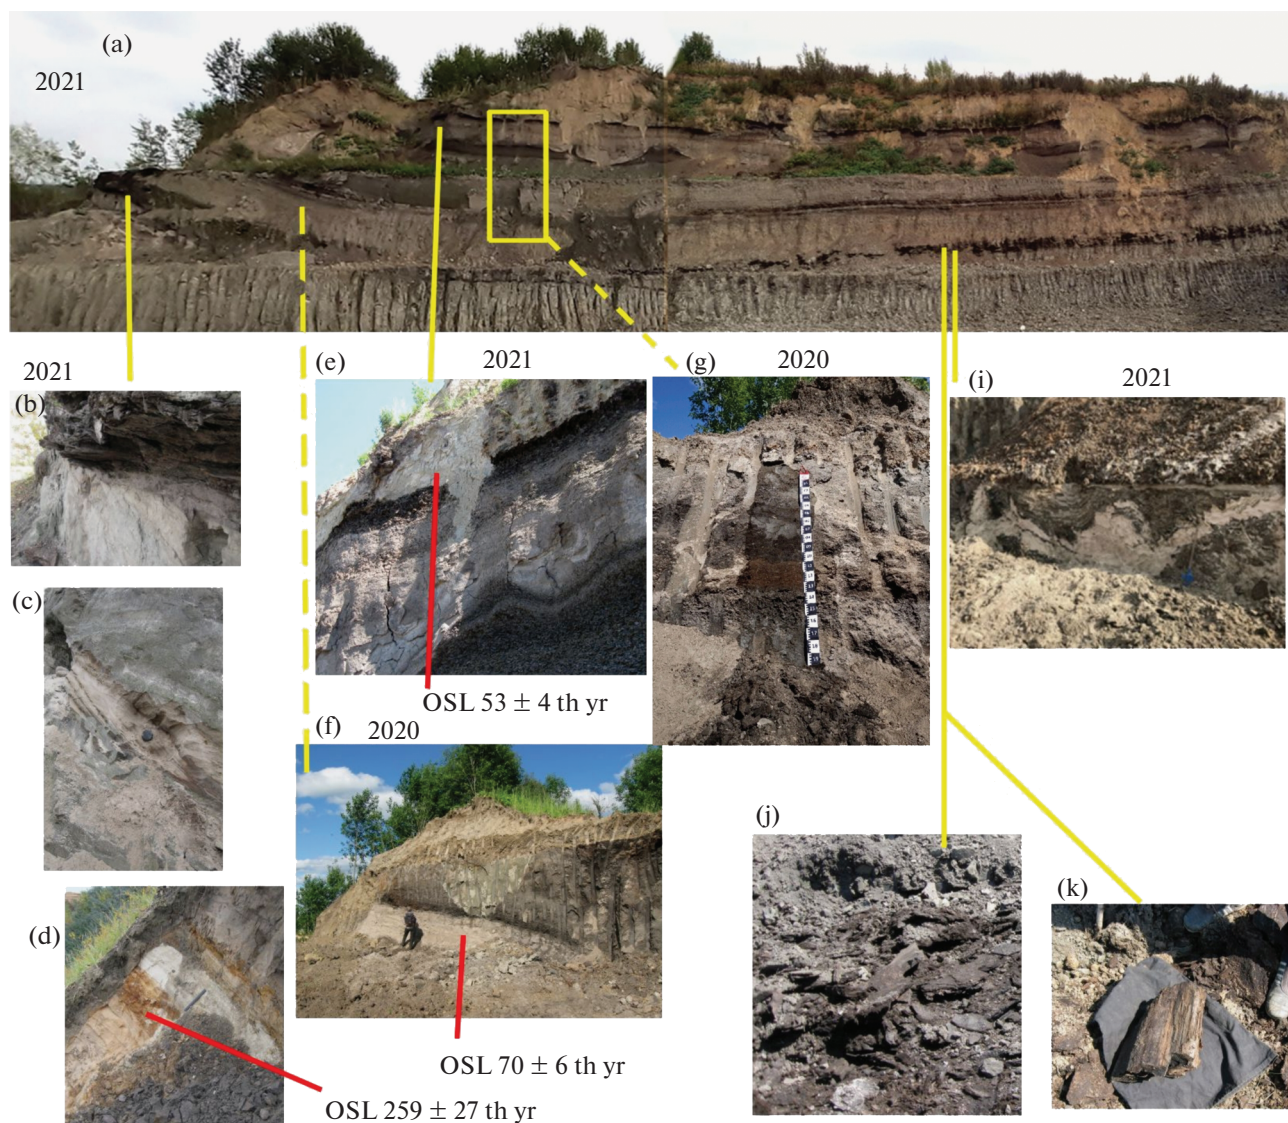 (a)
2021
2021
(b)
(c)
(d)
OSL 259 ± 27 th yr
(e)
2021
OSL 53 ± 4 th yr
(f)
2020
OSL 70 ± 6 th yr
(g)
2020
(i)
2021
(j)
(k)